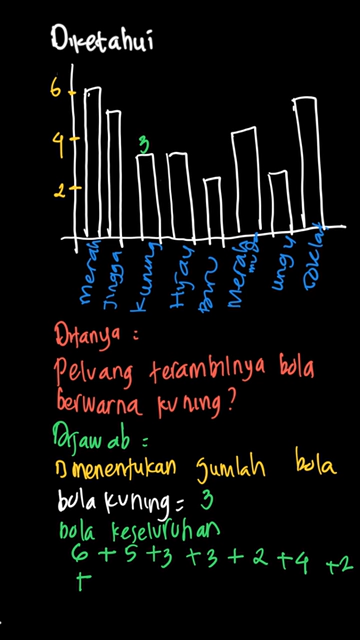 Diketahui
6
4
3
2
merah
Jingga
Kuning
Hijau
Biru
Merah muda
ungu
Coklat
Ditanya :
Peluang terambilnya bola
berwarna kuning?
Dijawab =
1) menentukan jumlah bola
bola kuning = 3
bola keseluruhan
6 + 5 + 3 + 3 + 2 + 4 + 2
+